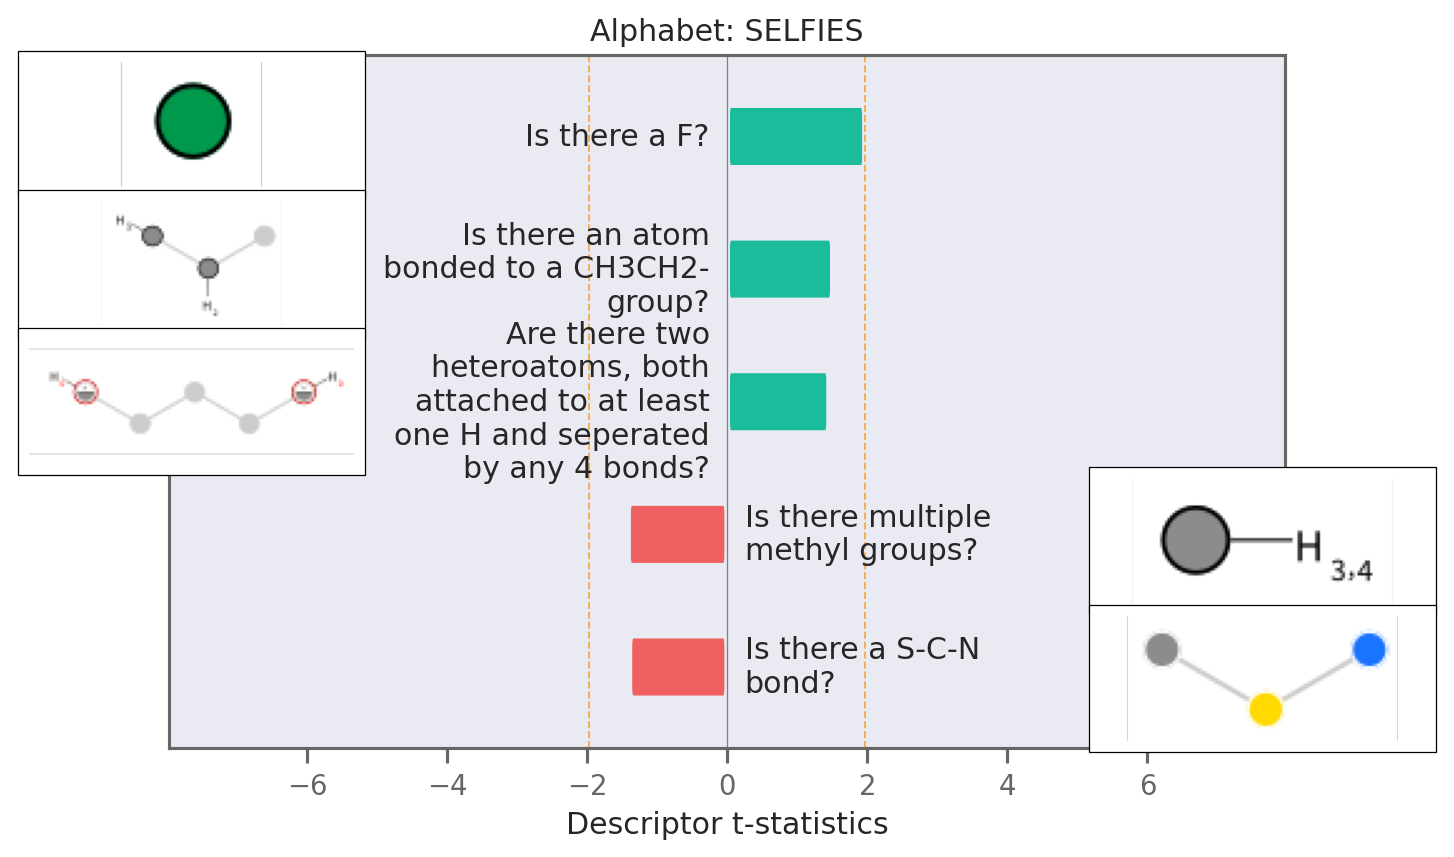 Alphabet: SELFIES
Is there a F?
H
3
Is there an atom
bonded to a CH3CH2-
group?
H
2
Are there two
heteroatoms, both
attached to at least
one H and seperated
by any 4 bonds?
H
H
Is there multiple
methyl groups?
H 3,4
Is there a S-C-N
bond?
−6 −4 −2 0 2 4 6
Descriptor t-statistics